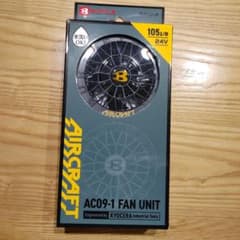 105L/秒
24V
B
AIRCRAFT
AC09-1 FAN UNIT
KYOCERA Industrial Tools